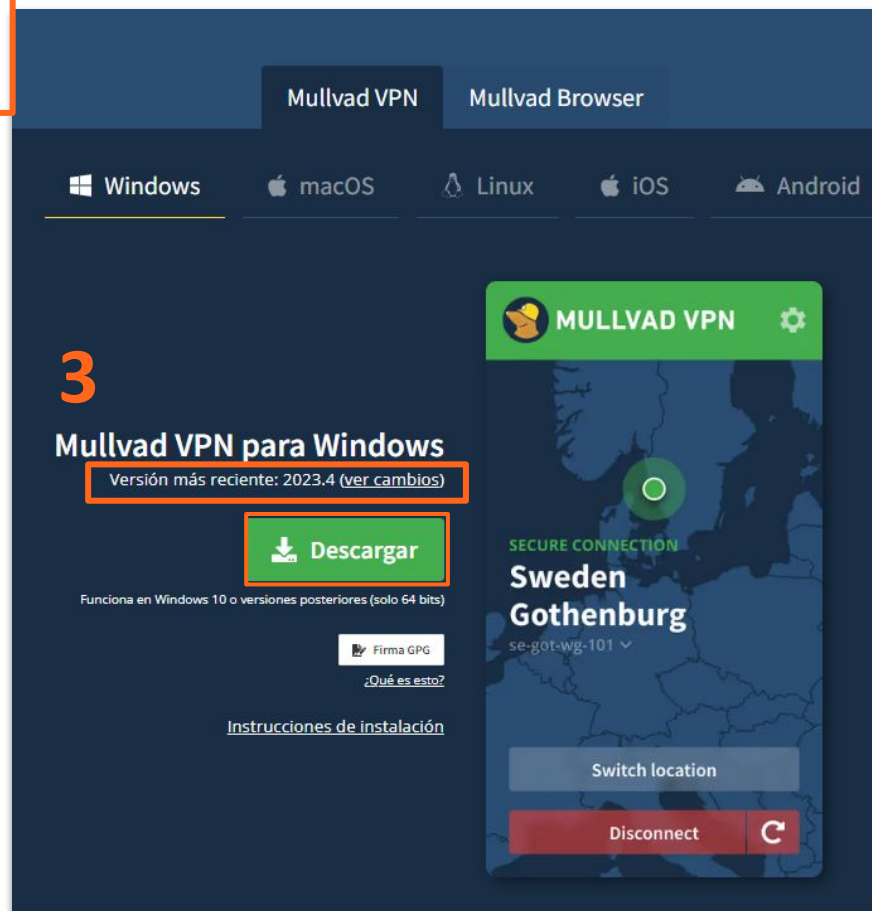 Mullvad VPN
Mullvad Browser
Windows
macOS
Linux
iOS
Android
3
Mullvad VPN para Windows
Versión más reciente: 2023.4 (ver cambios)
Descargar
Funciona en Windows 10 o versiones posteriores (solo 64 bits)
Firma GPG
¿Qué es esto?
Instrucciones de instalación
MULLVAD VPN
SECURE CONNECTION
Sweden
Gothenburg
se-got-wg-101
Switch location
Disconnect